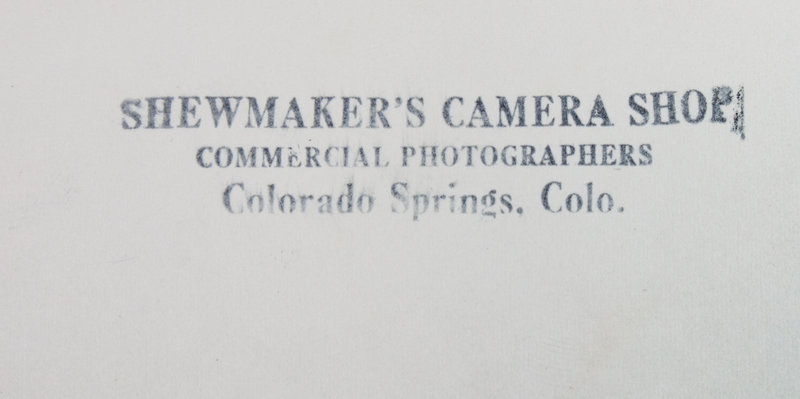 SHEWMAKER'S CAMERA SHOP
COMMERCIAL PHOTOGRAPHERS
Colorado Springs, Colo.